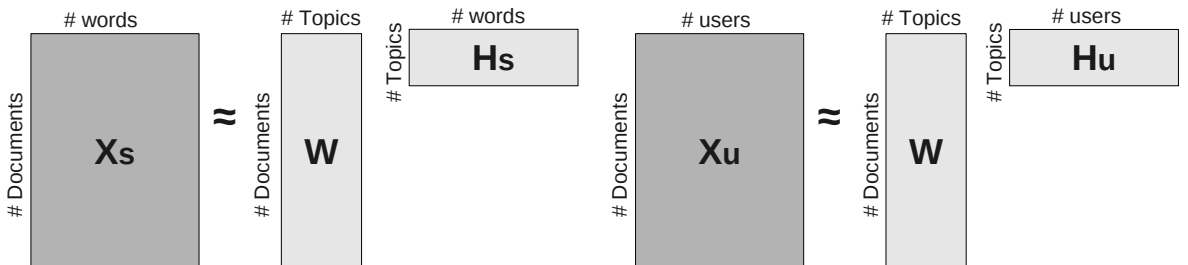 # words
# Documents
Xs
≈
# Topics
# Documents
W
# words
# Topics
Hs
# users
# Documents
Xu
≈
# Topics
# Documents
W
# users
# Topics
Hu